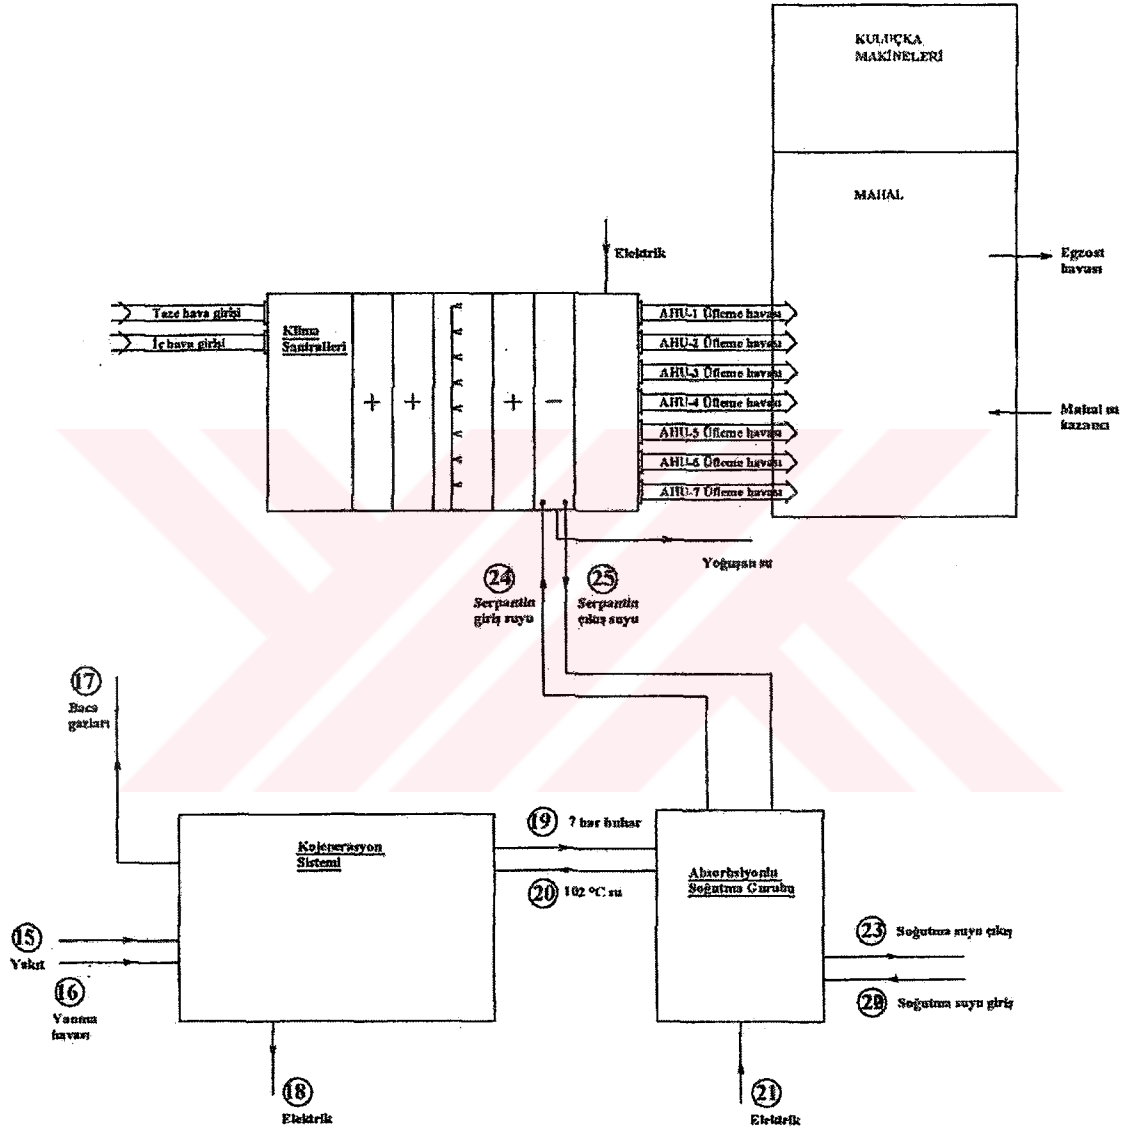 KULUÇKA
MAKİNELERİ
MAHAL
Elektrik
Egzost
havası
Taze hava girişi
İç hava girişi
Klima
Santralleri
AHU-1 Üfleme havası
AHU-2 Üfleme havası
AHU-3 Üfleme havası
AHU-4 Üfleme havası
AHU-5 Üfleme havası
AHU-6 Üfleme havası
AHU-7 Üfleme havası
+ + + −
Mahal ısı
kazancı
Yoğuşan su
24
Serpantin
giriş suyu
25
Serpantin
çıkış suyu
17
Baca
gazları
19 7 bar buhar
Kojenerasyon
Sistemi
20 102 °C su
Absorbsiyonlu
Soğutma Gurubu
15
Yakıt
23 Soğutma suyu çıkış
16
Yanma
havası
22 Soğutma suyu giriş
18
Elektrik
21
Elektrik